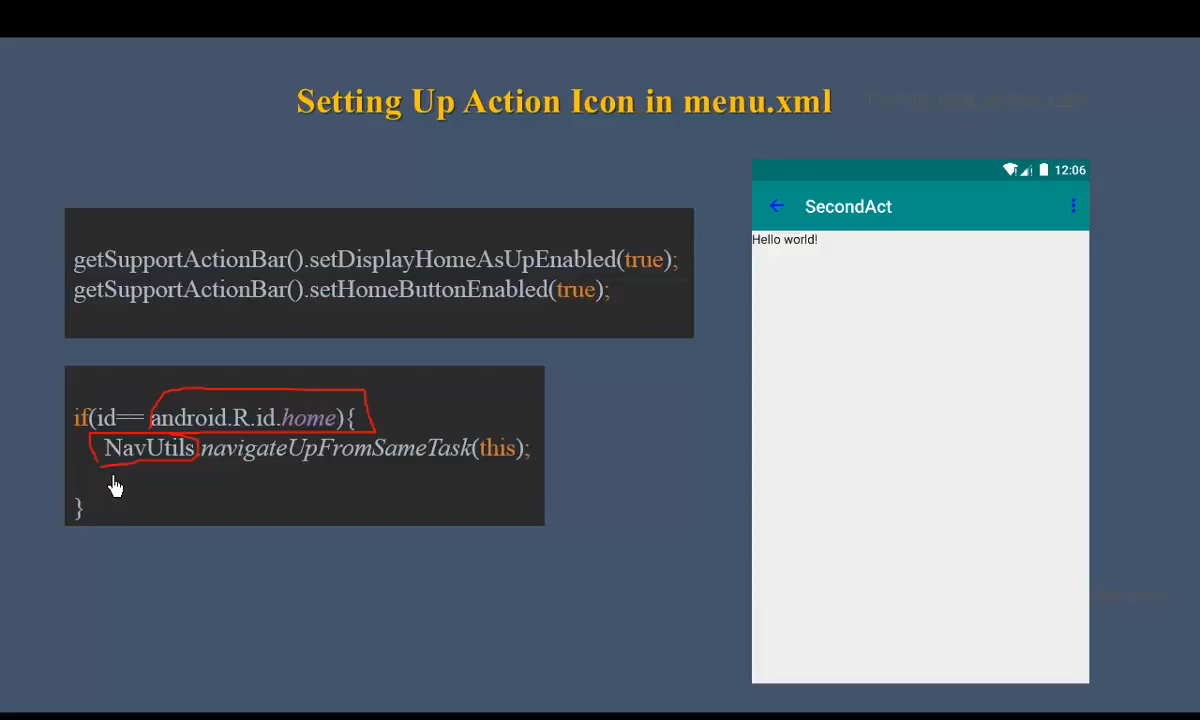 Setting Up Action Icon in menu.xml
getSupportActionBar().setDisplayHomeAsUpEnabled(true);
getSupportActionBar().setHomeButtonEnabled(true);
if(id== android.R.id.home){
NavUtils.navigateUpFromSameTask(this);
}
12:06
SecondAct
Hello world!